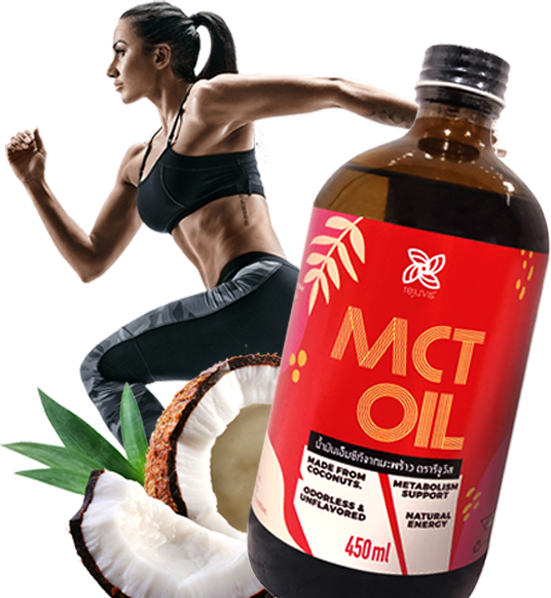 rejuvis
MCT
OIL
น้ำมันเอ็มซีทีจากมะพร้าว ตรารีจูวิส
MADE FROM
COCONUTS.
METABOLISM
SUPPORT
ODORLESS &
UNFLAVORED
NATURAL
ENERGY
450ml